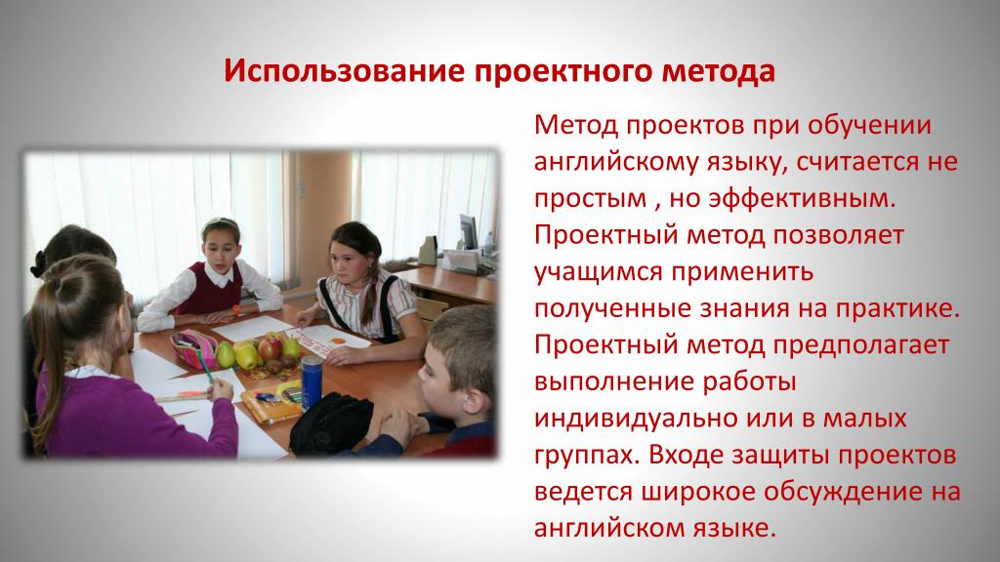 Использование проектного метода
Метод проектов при обучении
английскому языку, считается не
простым , но эффективным.
Проектный метод позволяет
учащимся применить
полученные знания на практике.
Проектный метод предполагает
выполнение работы
индивидуально или в малых
группах. Входе защиты проектов
ведется широкое обсуждение на
английском языке.